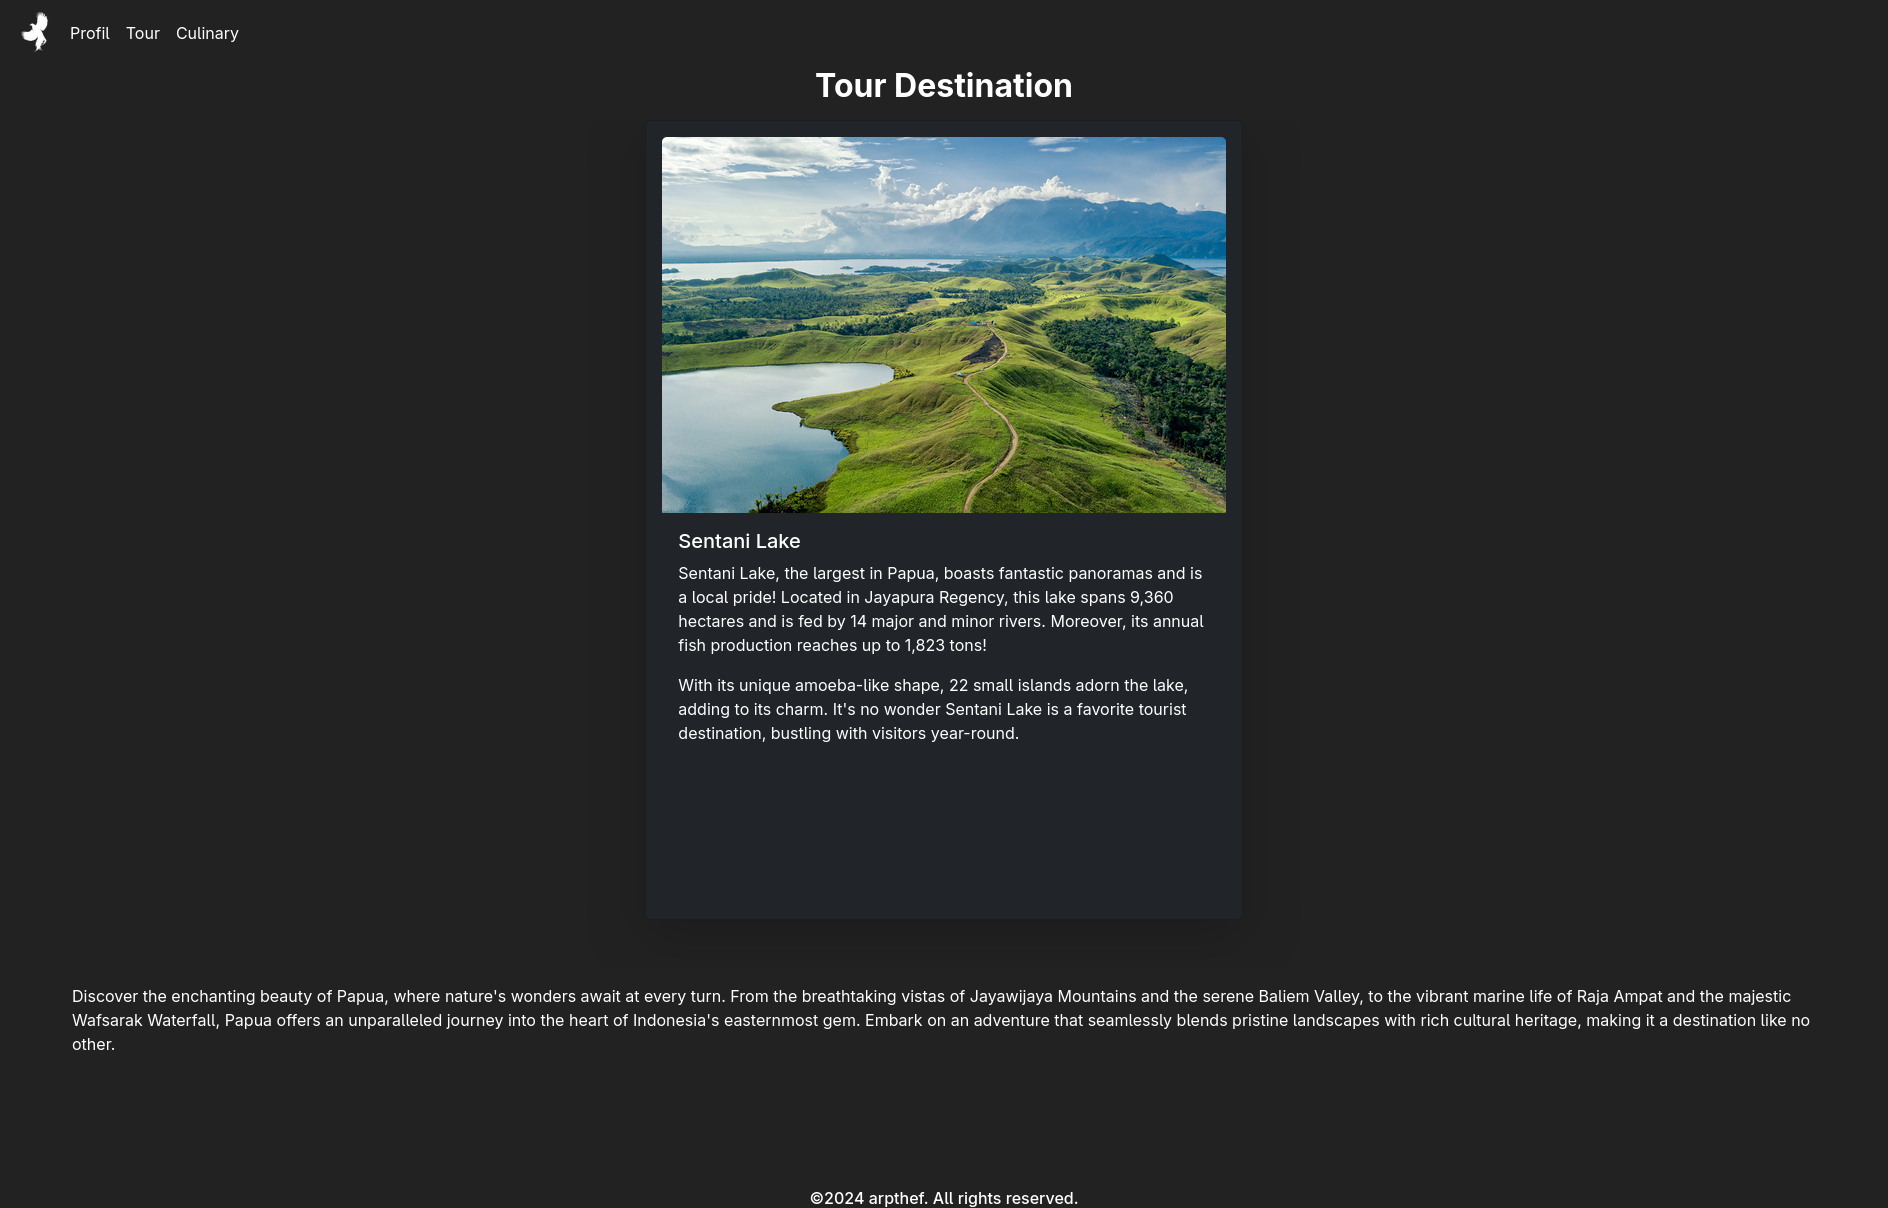 Profil Tour Culinary
Tour Destination
Sentani Lake
Sentani Lake, the largest in Papua, boasts fantastic panoramas and is
a local pride! Located in Jayapura Regency, this lake spans 9,360
hectares and is fed by 14 major and minor rivers. Moreover, its annual
fish production reaches up to 1,823 tons!
With its unique amoeba-like shape, 22 small islands adorn the lake,
adding to its charm. It's no wonder Sentani Lake is a favorite tourist
destination, bustling with visitors year-round.
Discover the enchanting beauty of Papua, where nature's wonders await at every turn. From the breathtaking vistas of Jayawijaya Mountains and the serene Baliem Valley, to the vibrant marine life of Raja Ampat and the majestic
Wafsarak Waterfall, Papua offers an unparalleled journey into the heart of Indonesia's easternmost gem. Embark on an adventure that seamlessly blends pristine landscapes with rich cultural heritage, making it a destination like no
other.
©2024 arpthef. All rights reserved.